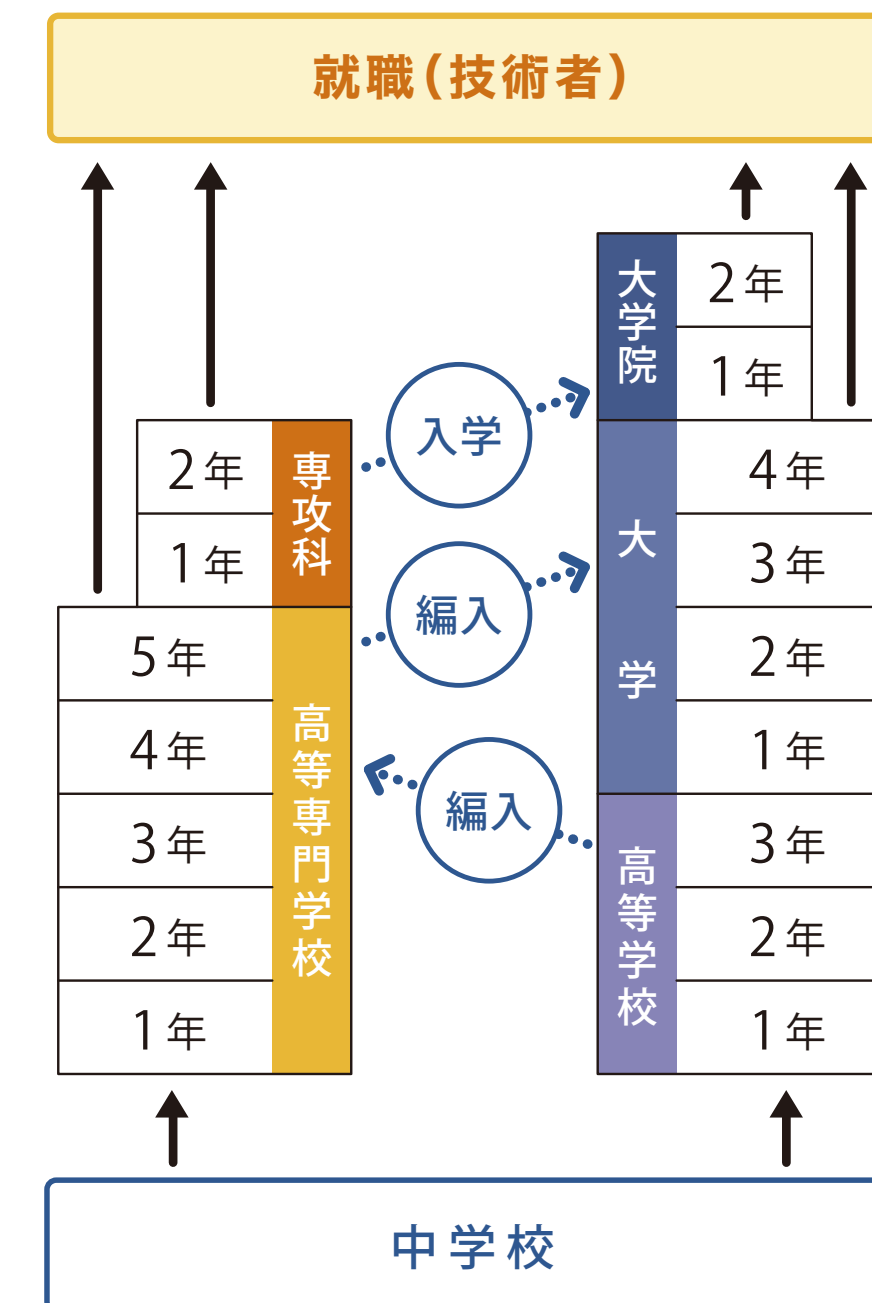 就職（技術者）
2年
1年
専攻科
5年
4年
3年
2年
1年
高等専門学校
入学
編入
編入
大学院
2年
1年
大学
4年
3年
2年
1年
高等学校
3年
2年
1年
中学校